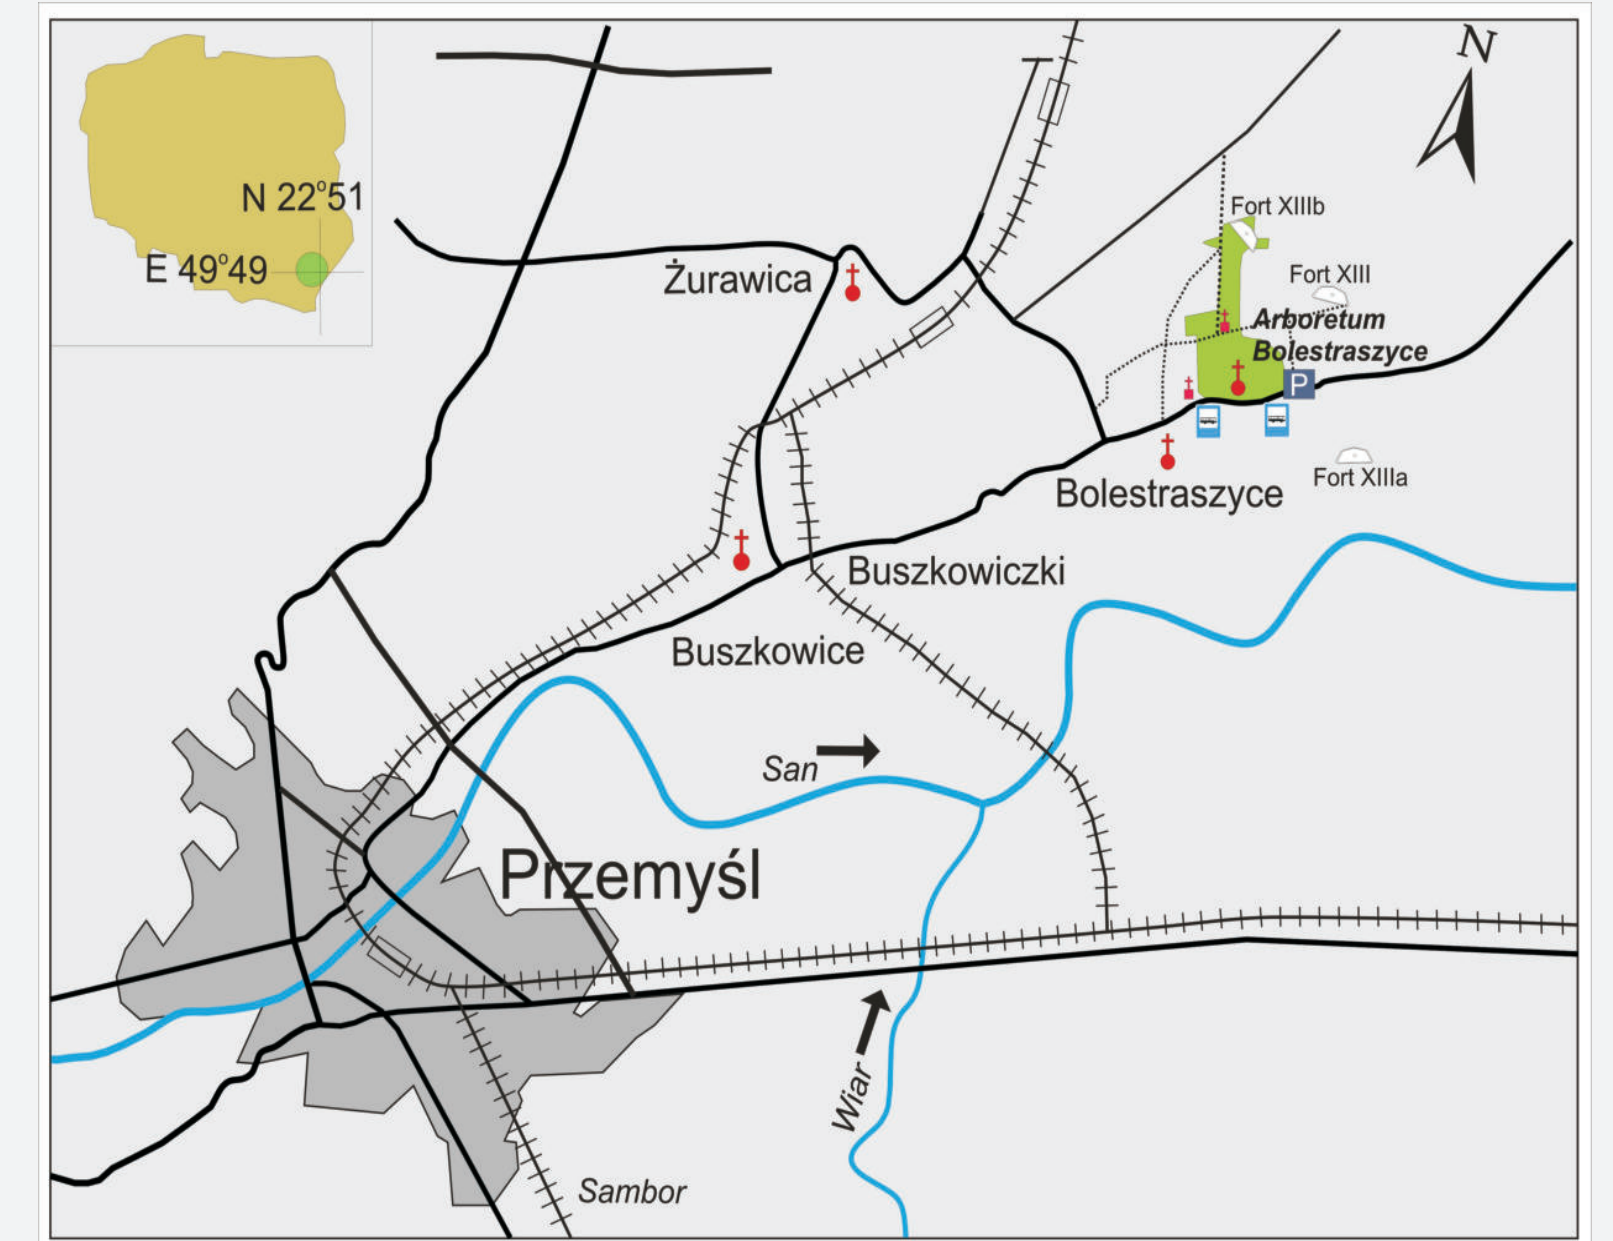 N
N 22°51
E 49°49
Fort XIIIb
Żurawica
Fort XIII
Arboretum
Bolestraszyce
P
Fort XIIIa
Bolestraszyce
Buszkowiczki
Buszkowice
San
Przemyśl
Wiar
Sambor